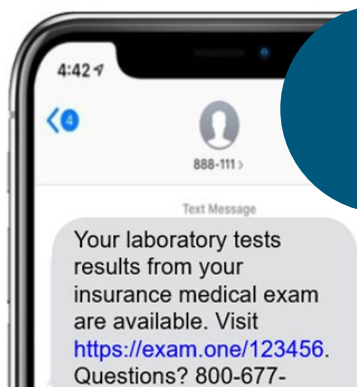 4:42
4
888-111 >
Text Message
Your laboratory tests
results from your
insurance medical exam
are available. Visit
https://exam.one/123456.
Questions? 800-677-